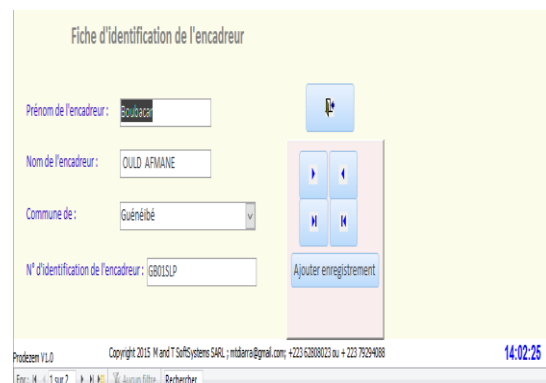 Fiche d'identification de l'encadreur
Prénom de l'encadreur : Boubacar
Nom de l'encadreur : OULD AFMANE
Commune de : Guénéibé
N° d'identification de l'encadreur : GB01SLP
Ajouter enregistrement
Prodezem V1.0 Copyright 2015 M and T SoftSystems SARL ; mtdiarra@gmail.com; +223 62808023 ou + 223 79294088 14:02:25
Enr : 1 sur 2 Aucun filtre Rechercher